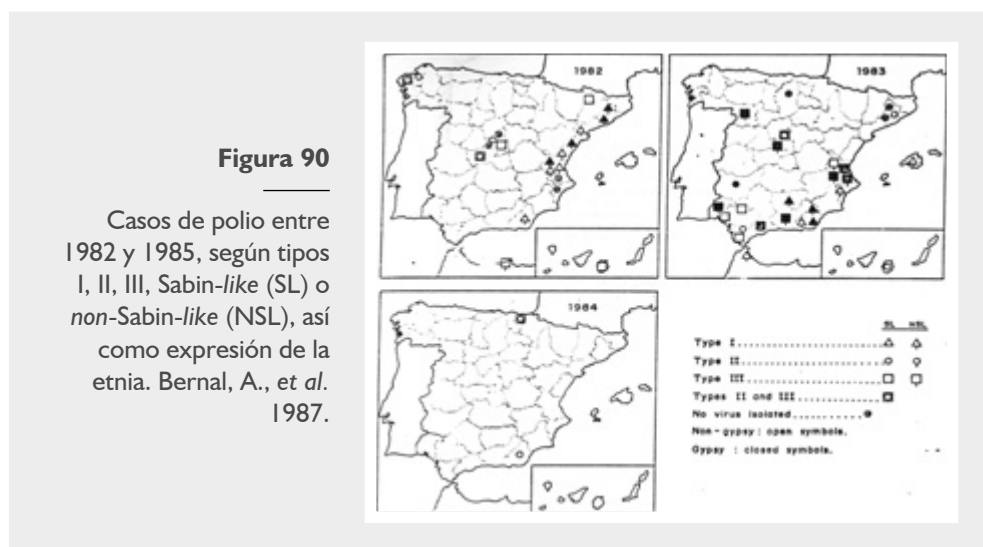 Figura 90
Casos de polio entre
1982 y 1985, según tipos
I, II, III, Sabin-like (SL) o
non-Sabin-like (NSL), así
como expresión de la
etnia. Bernal, A., et al.
1987.
1982
1983
1984
SL NSL
Type I
Type II
Type III
Types II and III
No virus isolated
Non-gypsy: open symbols.
Gypsy : closed symbols.